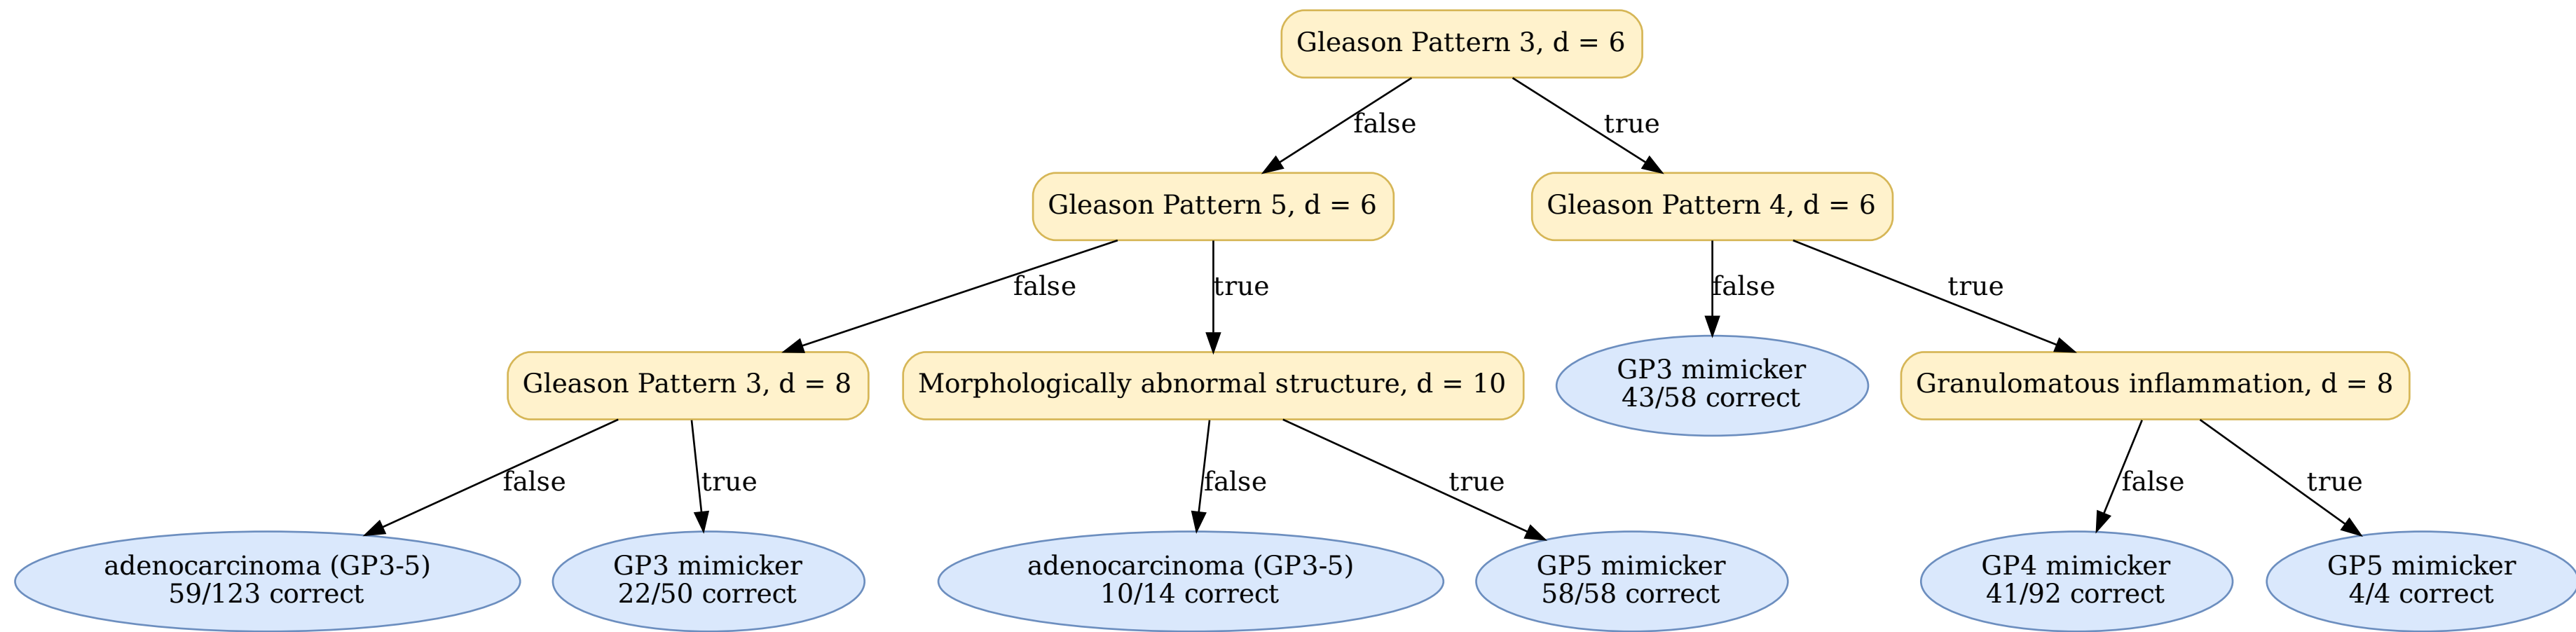 Gleason Pattern 3, d = 6
false
true
Gleason Pattern 5, d = 6
Gleason Pattern 4, d = 6
false
true
false
true
Gleason Pattern 3, d = 8
Morphologically abnormal structure, d = 10
GP3 mimicker
43/58 correct
Granulomatous inflammation, d = 8
false
true
false
true
false
true
adenocarcinoma (GP3-5)
59/123 correct
GP3 mimicker
22/50 correct
adenocarcinoma (GP3-5)
10/14 correct
GP5 mimicker
58/58 correct
GP4 mimicker
41/92 correct
GP5 mimicker
4/4 correct